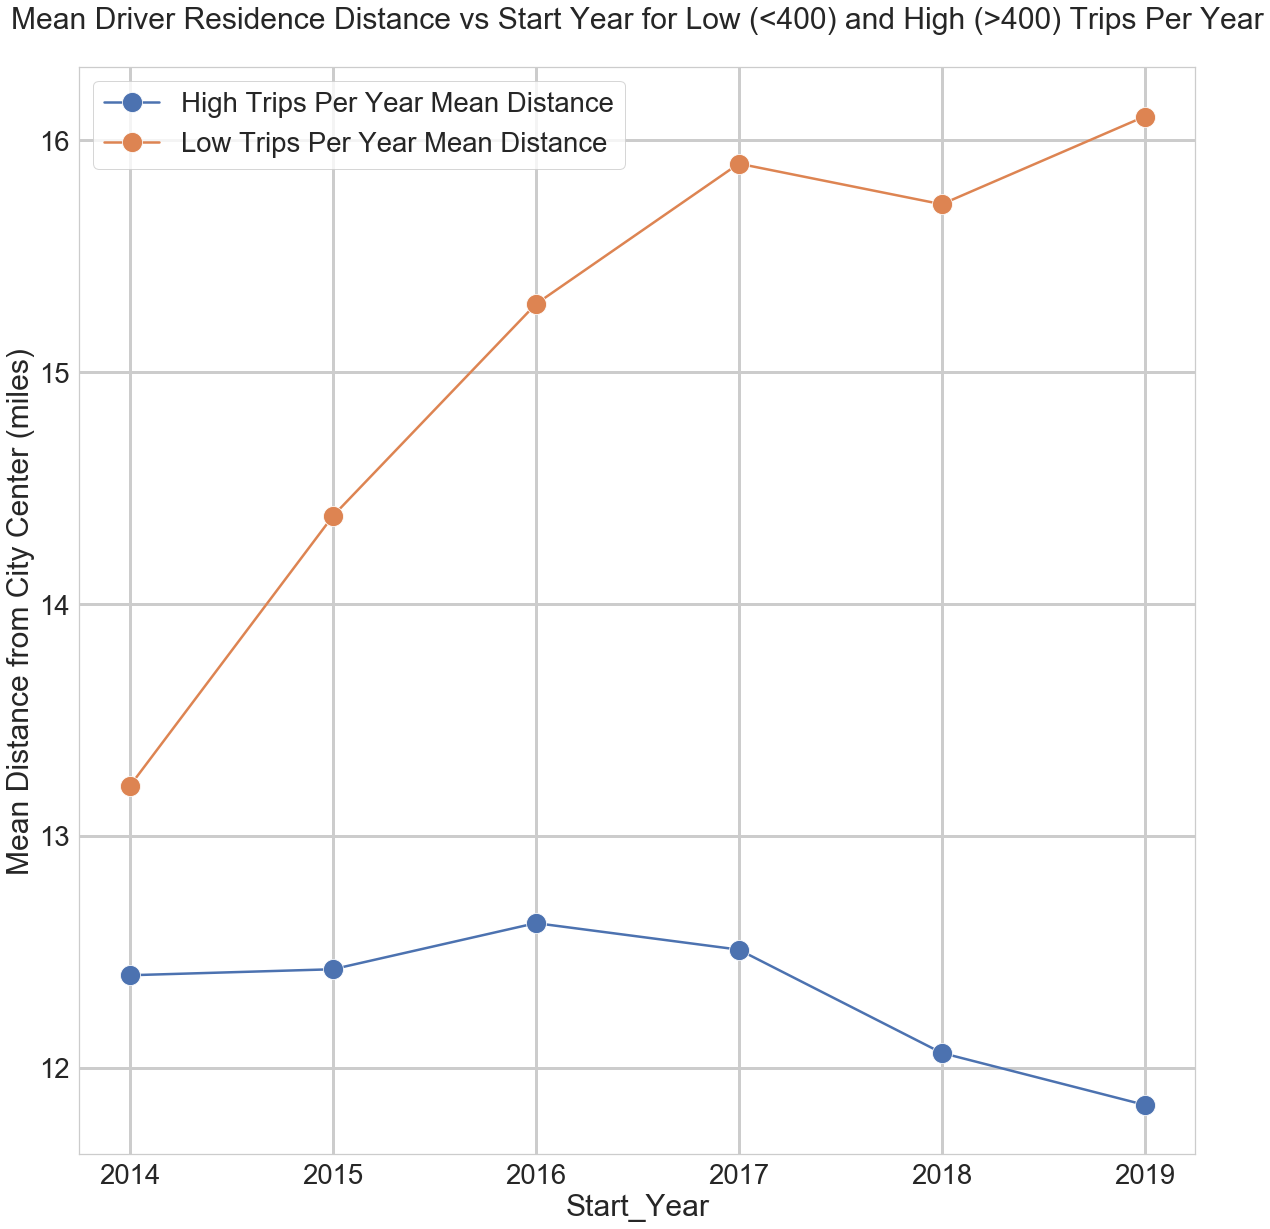 Mean Driver Residence Distance vs Start Year for Low (<400) and High (>400) Trips Per Year
High Trips Per Year Mean Distance
Low Trips Per Year Mean Distance
Mean Distance from City Center (miles)
16
15
14
13
12
2014 2015 2016 2017 2018 2019
Start_Year